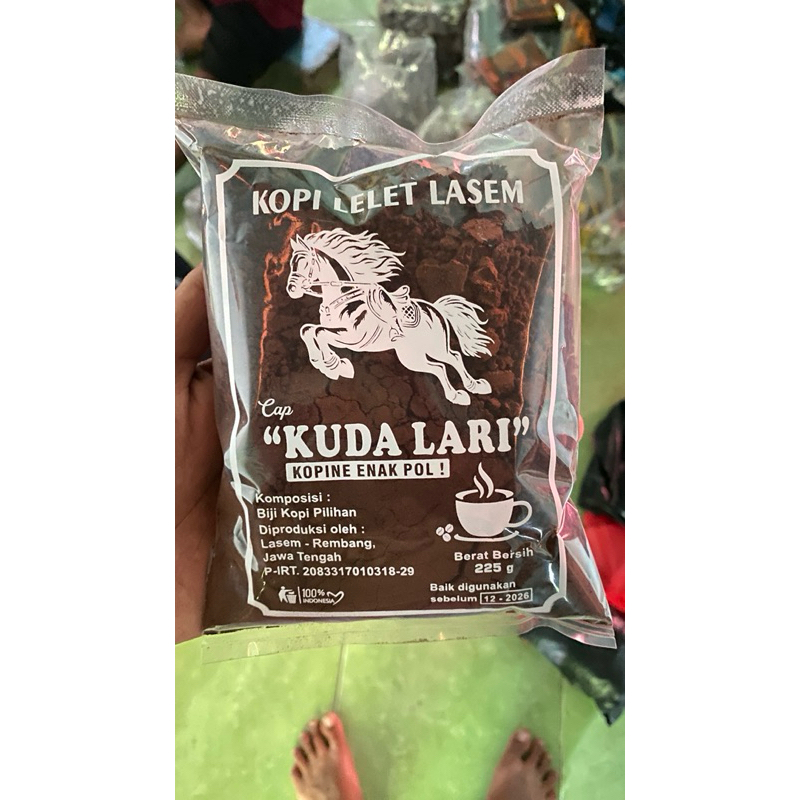 KOPI LELET LASEM
Cap
“KUDA LARI”
KOPINE ENAK POL !
Komposisi :
Biji Kopi Pilihan
Diproduksi oleh :
Lasem - Rembang,
Jawa Tengah
P-IRT. 2083317010318-29
100%
INDONESIA
Berat Bersih
225 g
Baik digunakan
sebelum 12 - 2026